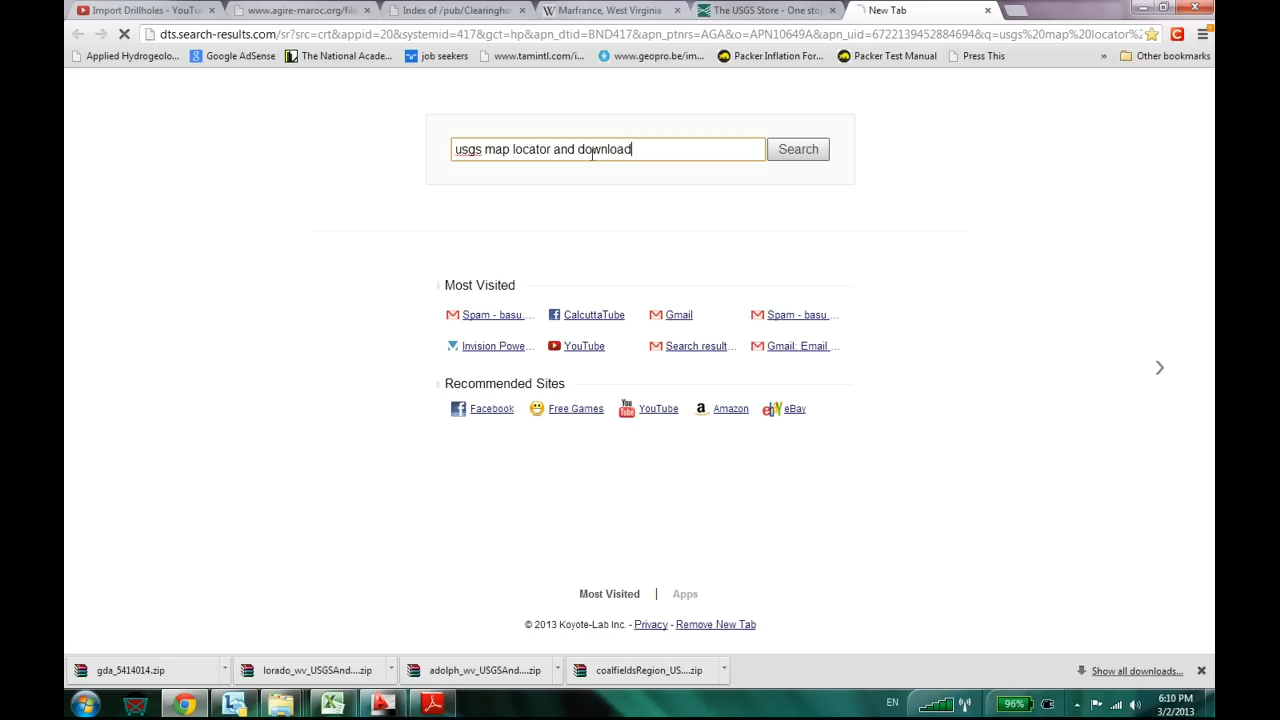 Import Drillholes - YouTu
www.agire-maroc.org/file
Index of /pub/Clearingho
Marfrance, West Virginia
The USGS Store - One stop
New Tab
dts.search-results.com/sr?src=crt&appid=20&systemid=417&gct=hp&apn_dtid=BND417&apn_ptnrs=AGA&o=APN10649A&apn_uid=6722139452884694&q=usgs%20map%20locator%2
Applied Hydrogeolo...
Google AdSense
The National Acade...
job seekers
www.tamintl.com/i...
www.geopro.be/im...
Packer Inflation For...
Packer Test Manual
Press This
»
Other bookmarks
usgs map locator and download
Search
Most Visited
Spam - basu....
CalcuttaTube
Gmail
Spam - basu....
Invision Powe...
YouTube
Search result...
Gmail: Email ...
Recommended Sites
Facebook
Free Games
You Tube
YouTube
a
Amazon
ebY
eBay
Most Visited | Apps
© 2013 Koyote-Lab Inc. - Privacy - Remove New Tab
gda_5414014.zip
lorado_wv_USGSAnd....zip
adolph_wv_USGSAnd....zip
coalfieldsRegion_US....zip
Show all downloads...
EN
96%
6:10 PM
3/2/2013